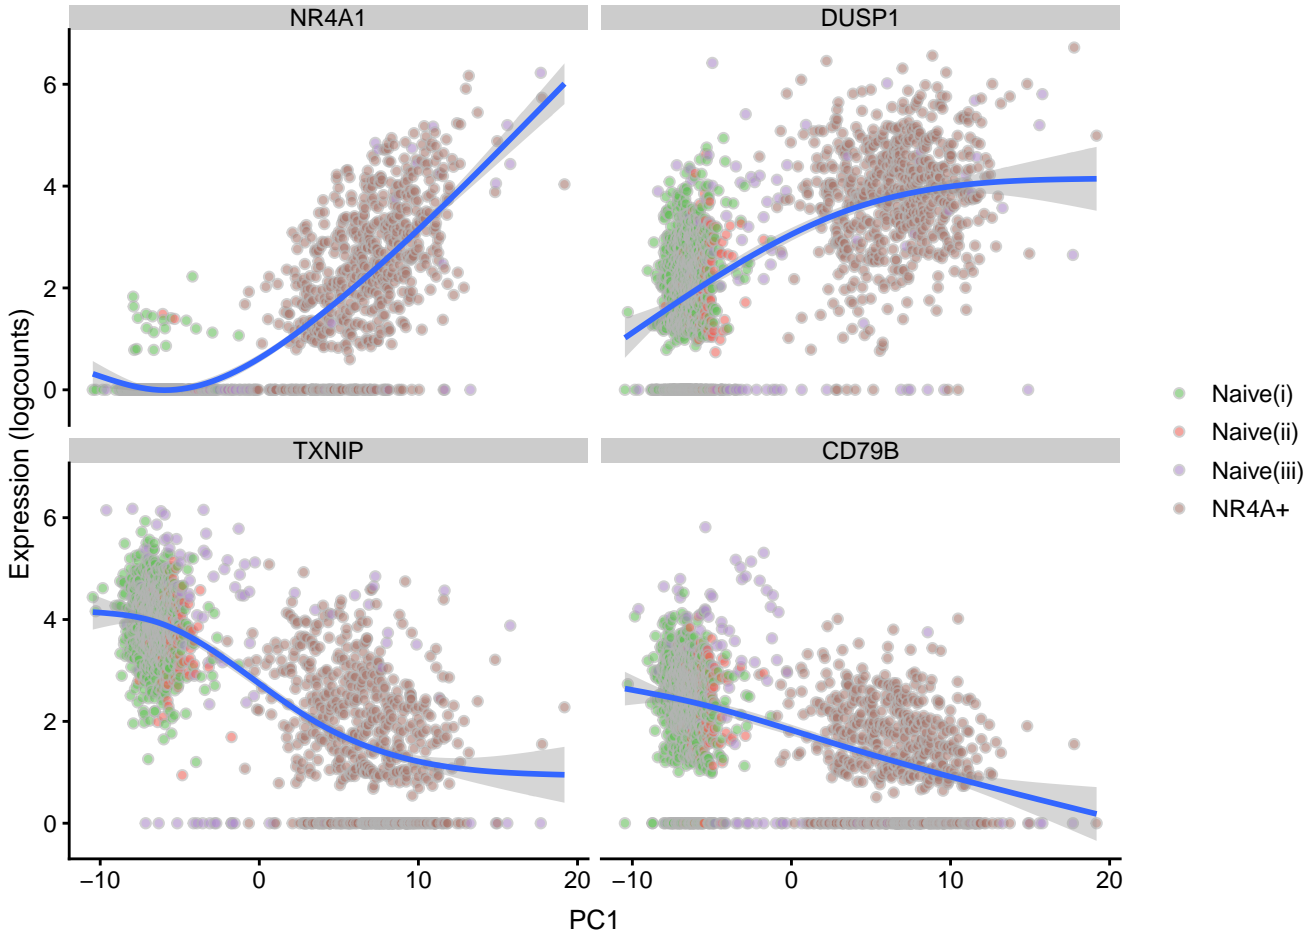 NR4A1
DUSP1
6
4
2
0
TXNIP
CD79B
6
4
2
0
−10
0
10
20
−10
0
10
20
PC1
Expression (logcounts)
Naive(i)
Naive(ii)
Naive(iii)
NR4A+